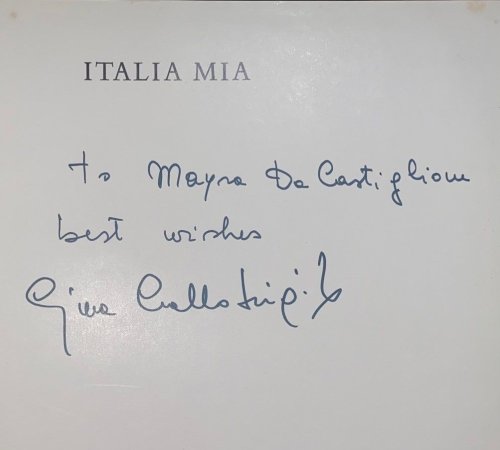 ITALIA MIA
to Mayra Da Castiglione
best wishes
Gina Lollobrigida